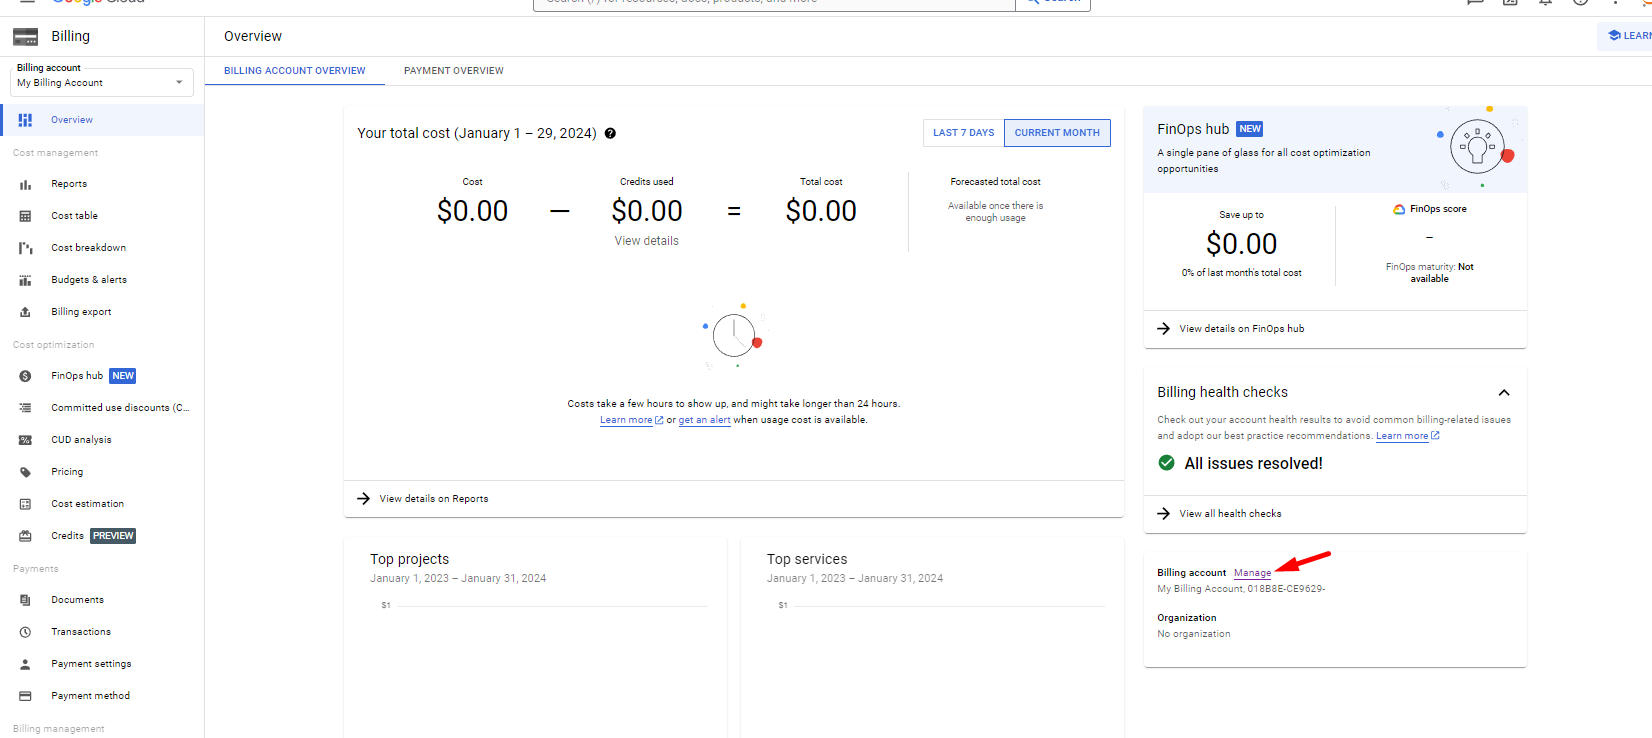 Google Cloud
Search (/) for resources, docs, products, and more
Search
Billing
Overview
LEARN
Billing account
My Billing Account
BILLING ACCOUNT OVERVIEW
PAYMENT OVERVIEW
Overview
Cost management
Reports
Cost table
Cost breakdown
Budgets & alerts
Billing export
Cost optimization
FinOps hub NEW
Committed use discounts (C...
CUD analysis
Pricing
Cost estimation
Credits PREVIEW
Payments
Documents
Transactions
Payment settings
Payment method
Billing management
Your total cost (January 1 – 29, 2024)
LAST 7 DAYS
CURRENT MONTH
Cost
$0.00
—
Credits used
$0.00
View details
=
Total cost
$0.00
Forecasted total cost
Available once there is
enough usage
Costs take a few hours to show up, and might take longer than 24 hours.
Learn more or get an alert when usage cost is available.
View details on Reports
Top projects
January 1, 2023 – January 31, 2024
$1
Top services
January 1, 2023 – January 31, 2024
$1
FinOps hub NEW
A single pane of glass for all cost optimization
opportunities
Save up to
$0.00
0% of last month's total cost
FinOps score
–
FinOps maturity: Not
available
View details on FinOps hub
Billing health checks
Check out your account health results to avoid common billing-related issues
and adopt our best practice recommendations. Learn more
All issues resolved!
View all health checks
Billing account Manage
My Billing Account, 018B8E-CE9629-
Organization
No organization